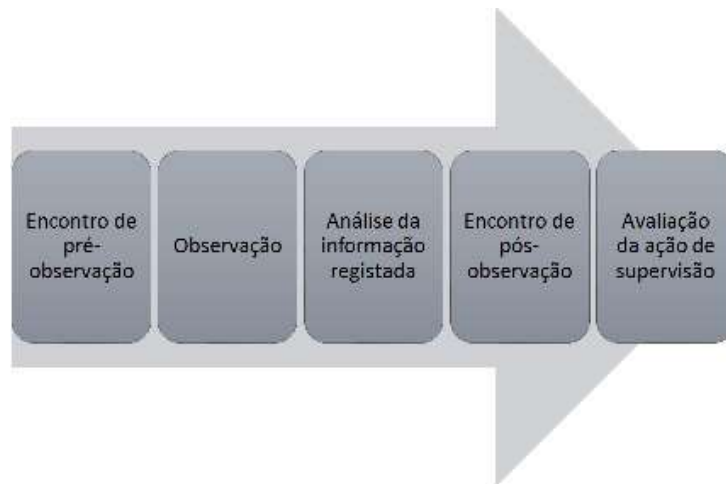 Encontro de
pré-
observação
Observação
Análise da
informação
registada
Encontro de
pós-
observação
Avaliação
da ação de
supervisão